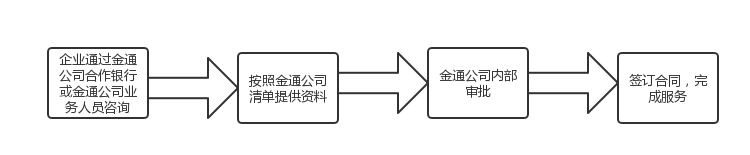 企业通过金通
公司合作银行
或金通公司业
务人员咨询
按照金通公司
清单提供资料
金通公司内部
审批
签订合同，完
成服务